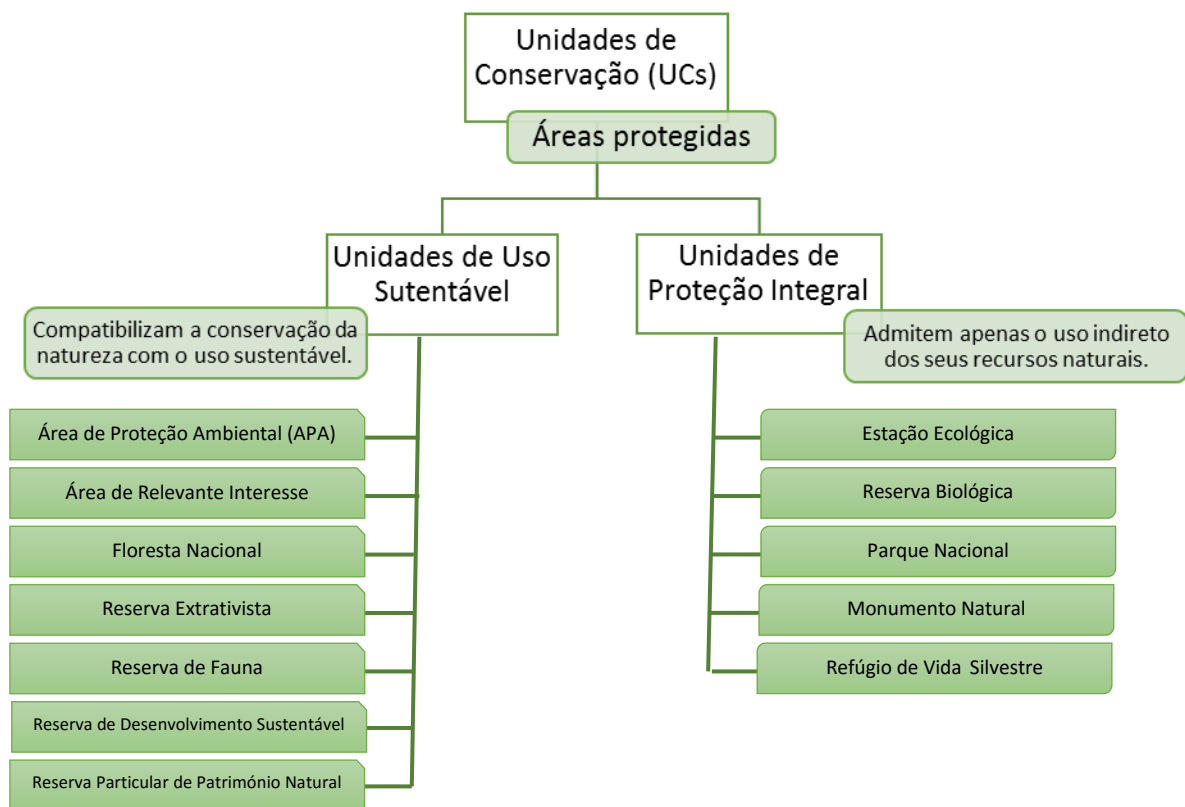 Unidades de
Conservação (UCs)
Áreas protegidas
Unidades de Uso
Sutentável
Compatibilizam a conservação da
natureza com o uso sustentável.
Área de Proteção Ambiental (APA)
Área de Relevante Interesse
Floresta Nacional
Reserva Extrativista
Reserva de Fauna
Reserva de Desenvolvimento Sustentável
Reserva Particular de Património Natural
Unidades de
Proteção Integral
Admitem apenas o uso indireto
dos seus recursos naturais.
Estação Ecológica
Reserva Biológica
Parque Nacional
Monumento Natural
Refúgio de Vida Silvestre